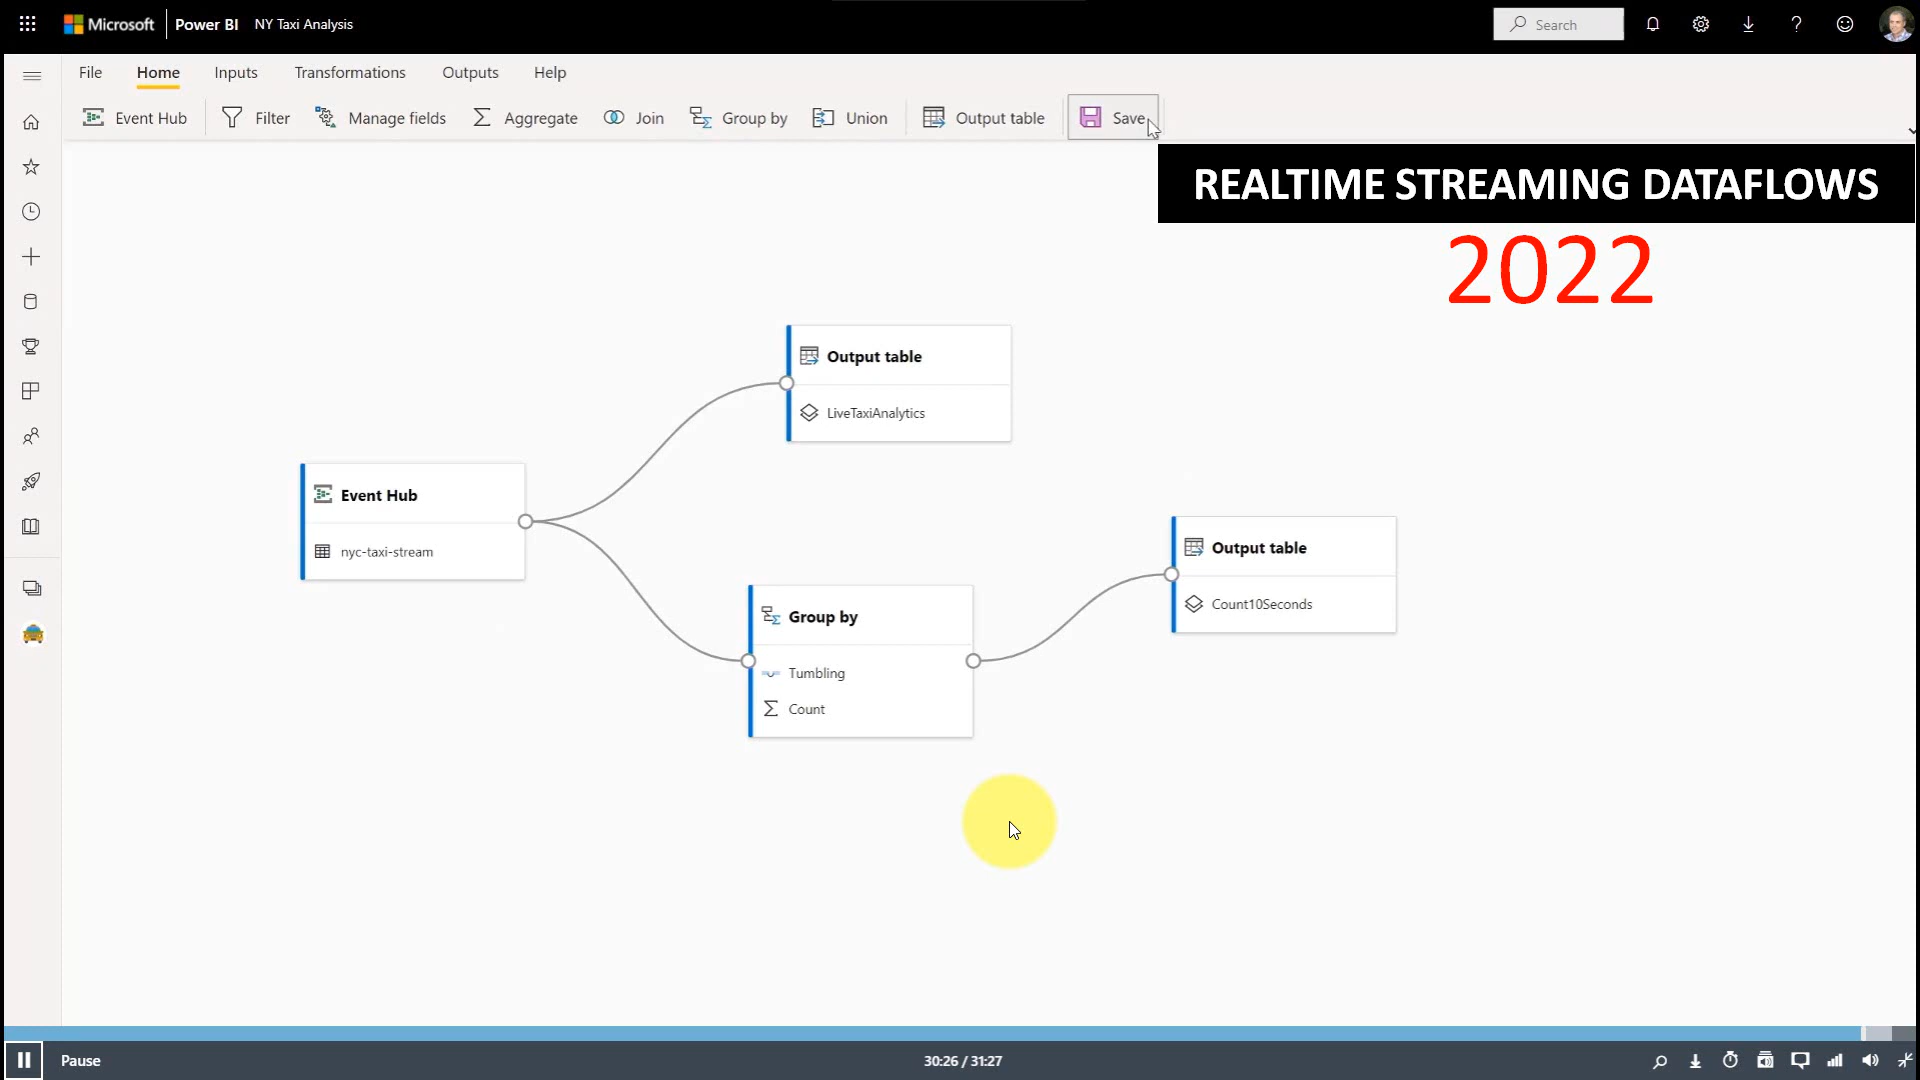 Microsoft Power BI NY Taxi Analysis Search
File Home Inputs Transformations Outputs Help
Event Hub Filter Manage fields Aggregate Join Group by Union Output table Save
REALTIME STREAMING DATAFLOWS
2022
Output table
LiveTaxiAnalytics
Event Hub
nyc-taxi-stream
Output table
Count10Seconds
Group by
Tumbling
Count
Pause 30:26 / 31:27